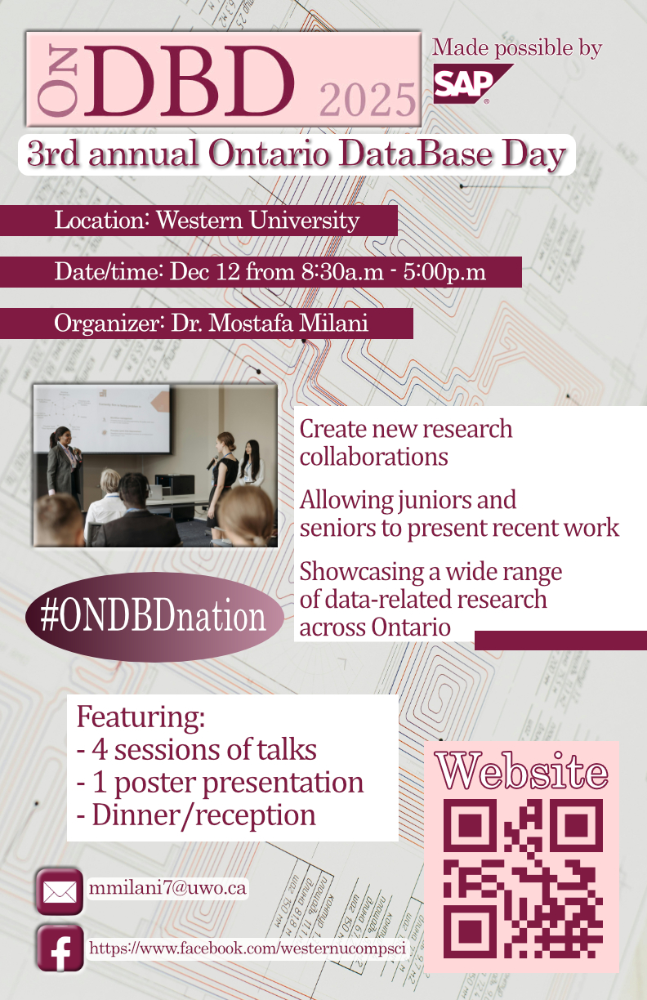 ON DBD 2025
Made possible by
SAP®
3rd annual Ontario DataBase Day
Location: Western University
Date/time: Dec 12 from 8:30a.m - 5:00p.m
Organizer: Dr. Mostafa Milani
Create new research
collaborations
Allowing juniors and
seniors to present recent work
Showcasing a wide range
of data-related research
across Ontario
#ONDBDnation
Featuring:
- 4 sessions of talks
- 1 poster presentation
- Dinner/reception
Website
mmilani7@uwo.ca
https://www.facebook.com/westernucompsci